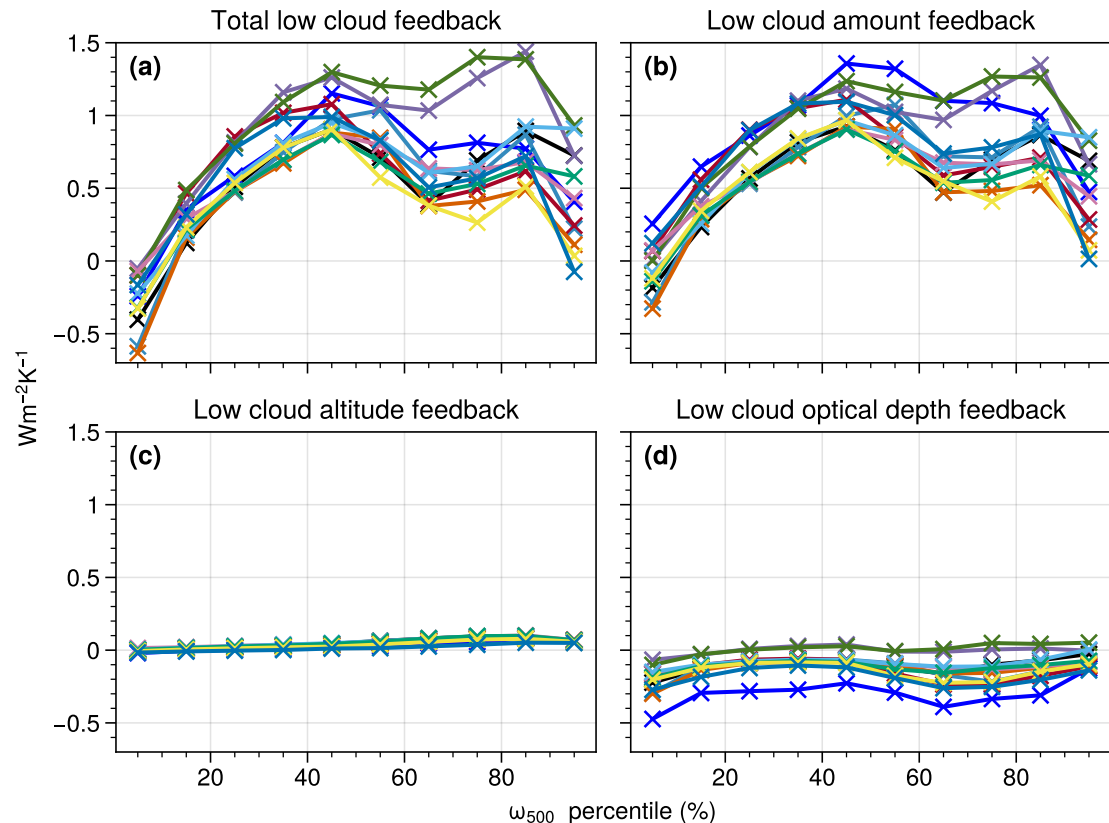 Total low cloud feedback
Low cloud amount feedback
(a)
(b)
1.5
1
0.5
0
−0.5
Wm−2K−1
Low cloud altitude feedback
Low cloud optical depth feedback
(c)
(d)
1.5
1
0.5
0
−0.5
20 40 60 80
20 40 60 80
ω500 percentile (%)